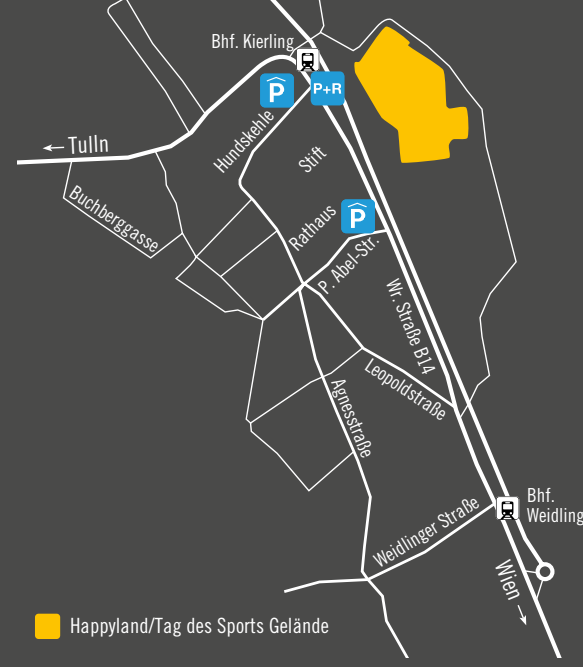 Bhf. Kierling
P
P+R
Hundskehle
← Tulln
Stift
Buchberggasse
Rathaus
P
P. Abel-Str.
Wr. Straße B14
Leopoldstraße
Agnesstraße
Bhf.
Weidling
Weidlinger Straße
Wien →
Happyland/Tag des Sports Gelände